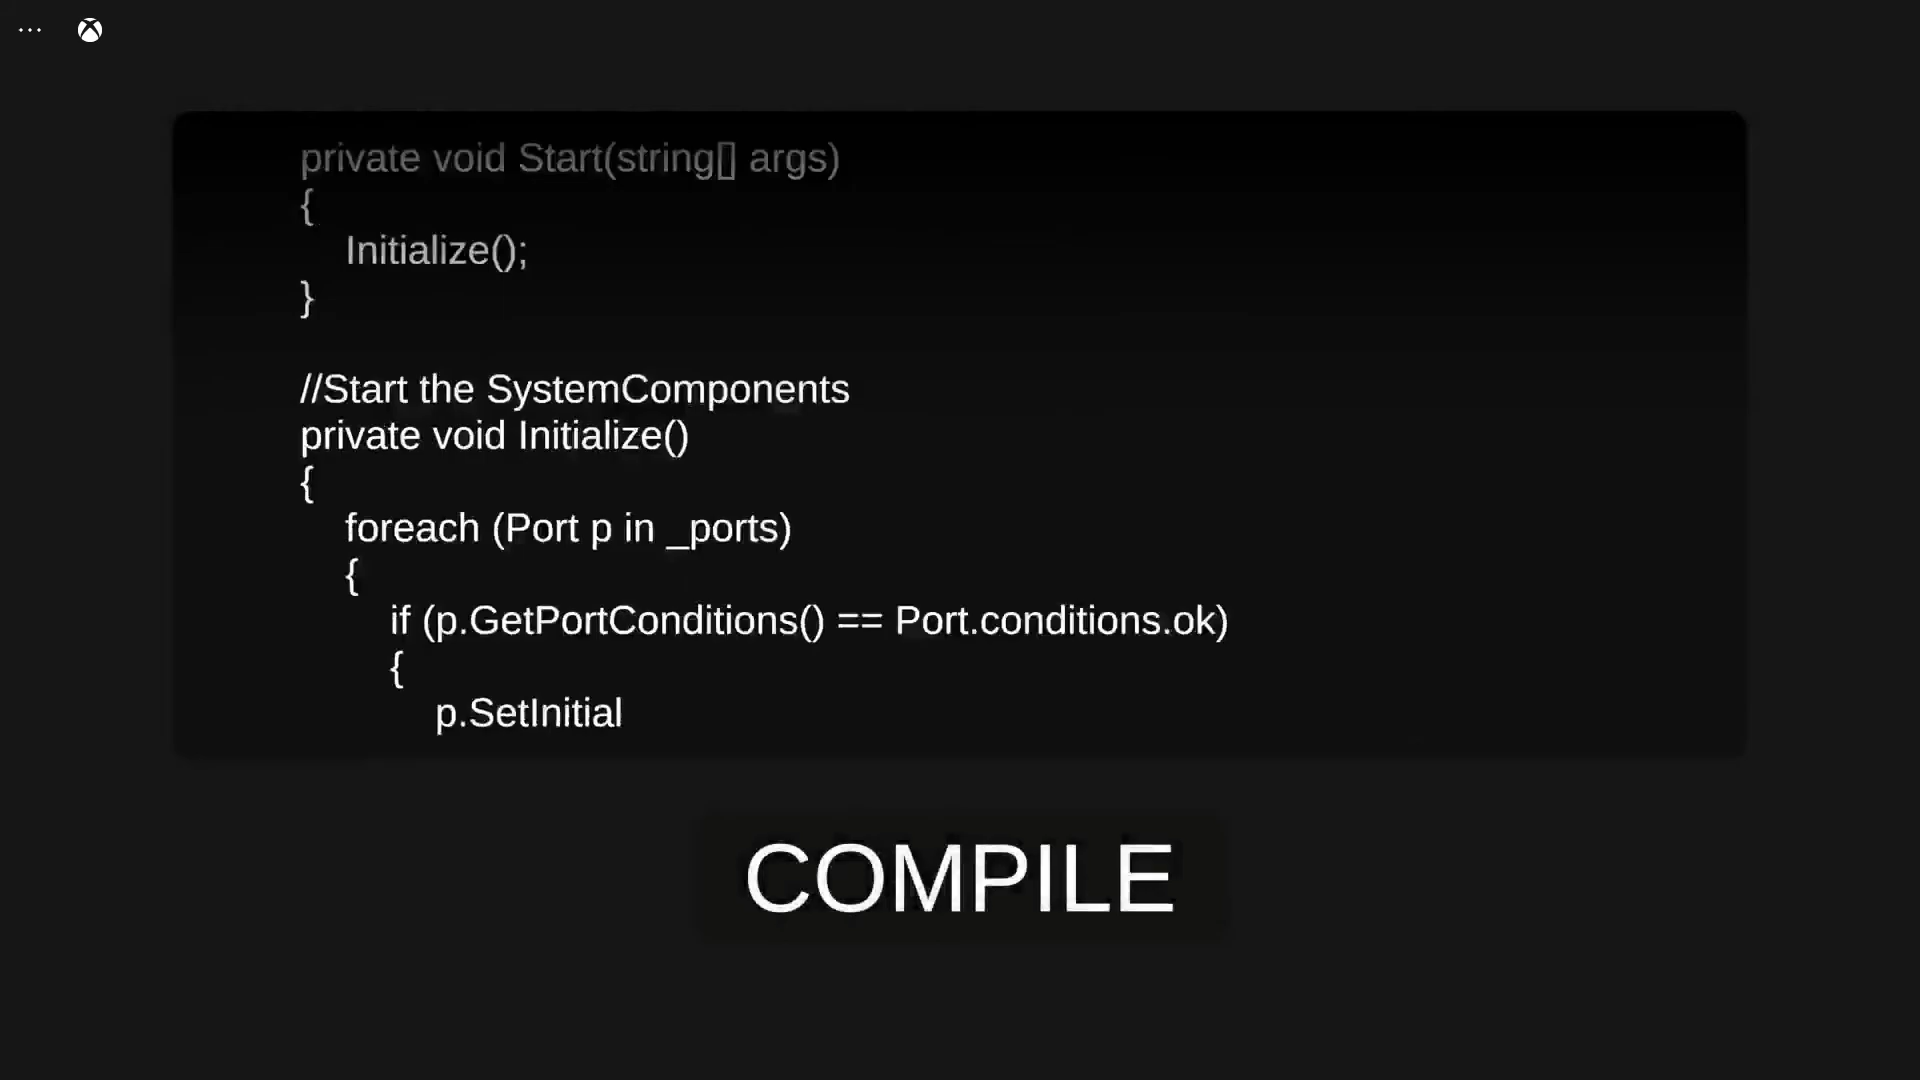 private void Start(string[] args)
{
Initialize();
}
//Start the SystemComponents
private void Initialize()
{
foreach (Port p in _ports)
{
if (p.GetPortConditions() == Port.conditions.ok)
{
p.SetInitial
COMPILE